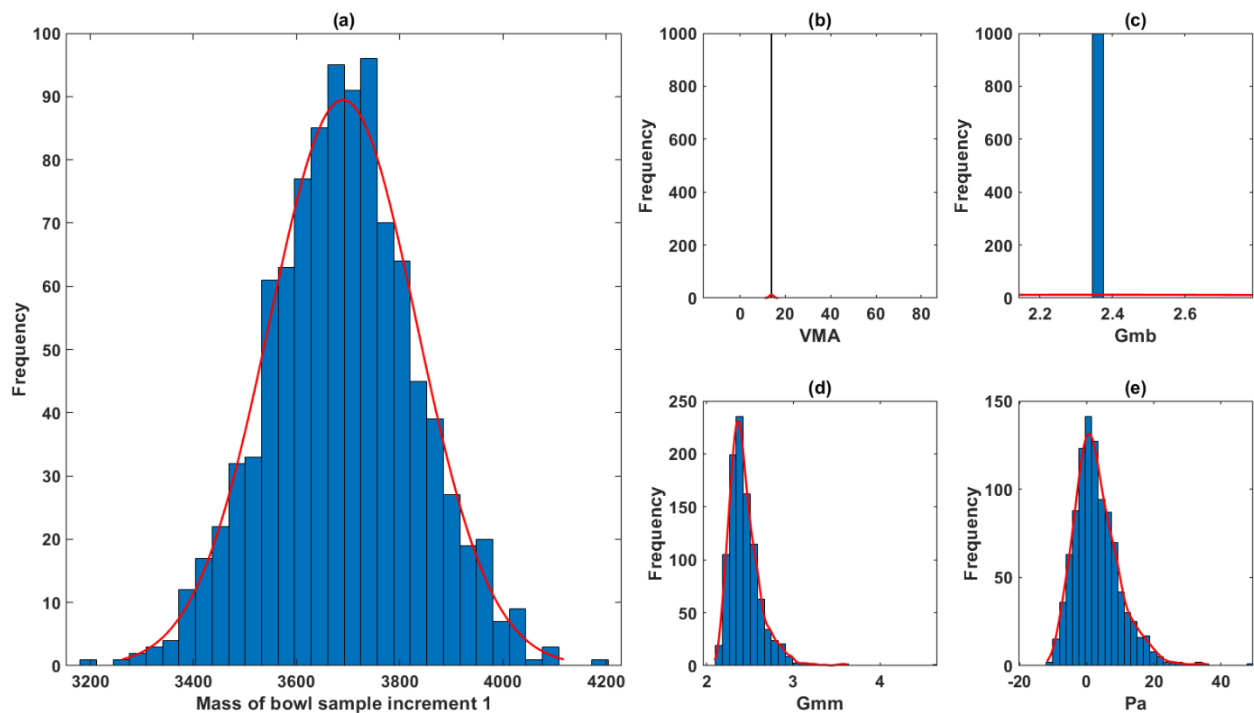 (a)
100
90
80
70
60
50
40
30
20
10
0
Frequency
3200 3400 3600 3800 4000 4200
Mass of bowl sample increment 1
(b)
1000
800
600
400
200
0
Frequency
0 20 40 60 80
VMA
(c)
1000
800
600
400
200
0
Frequency
2.2 2.4 2.6
Gmb
(d)
250
200
150
100
50
0
Frequency
2 3 4
Gmm
(e)
150
100
50
0
Frequency
-20 0 20 40
Pa